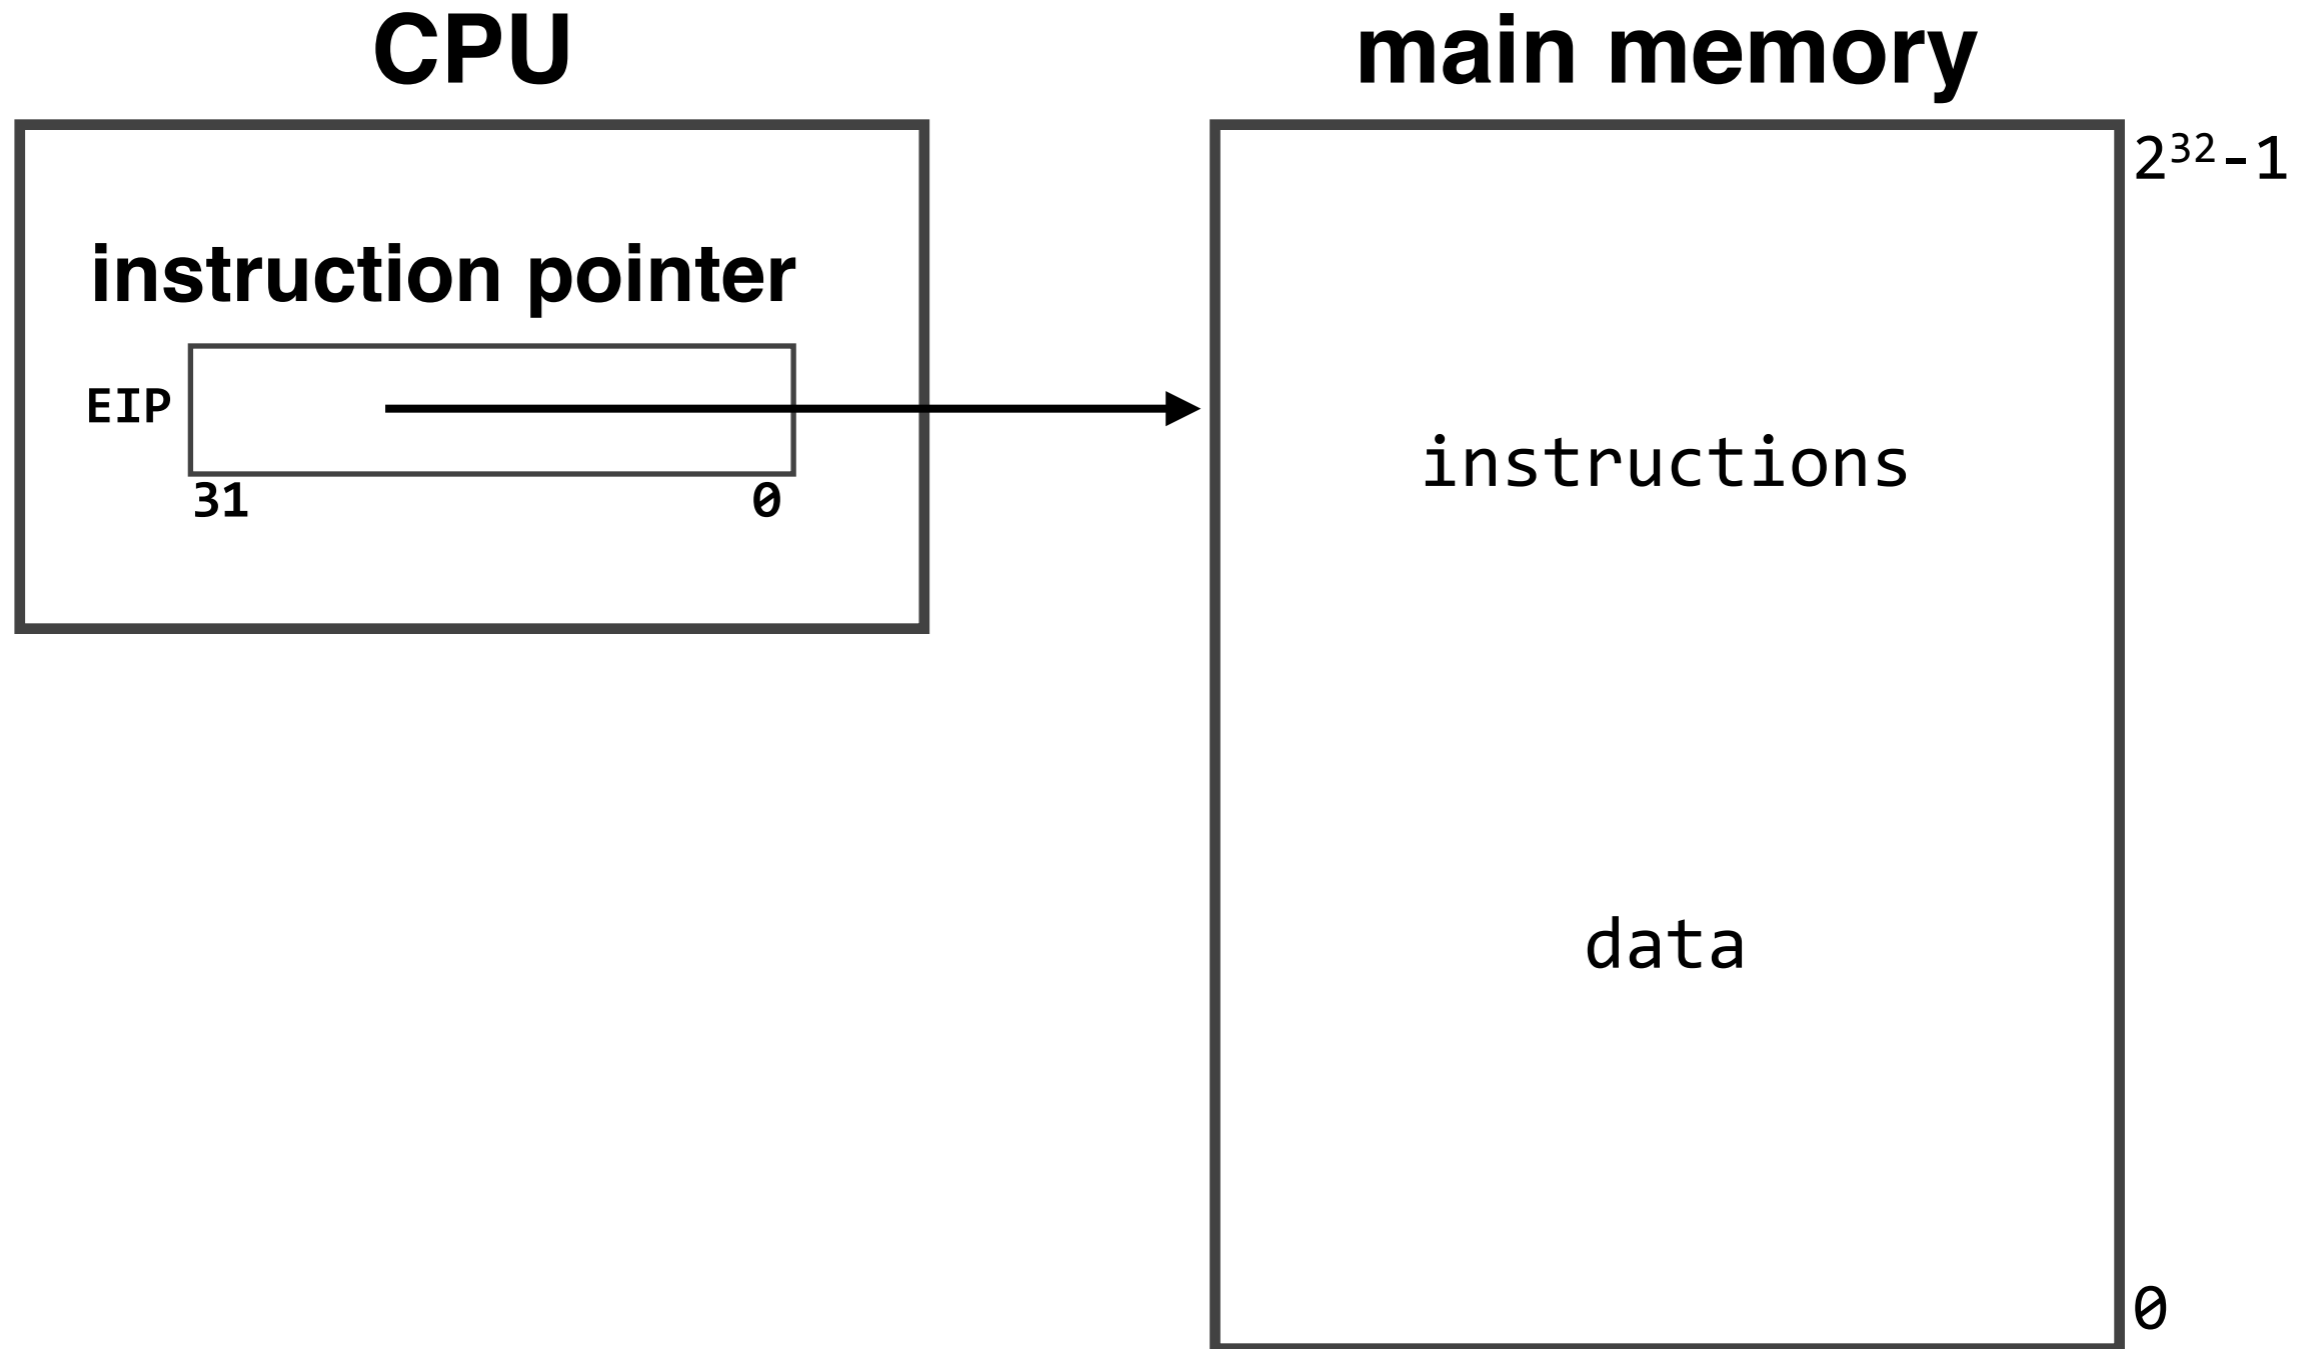 CPU
main memory
2³²-1
instruction pointer
EIP
31 0
instructions
data
0